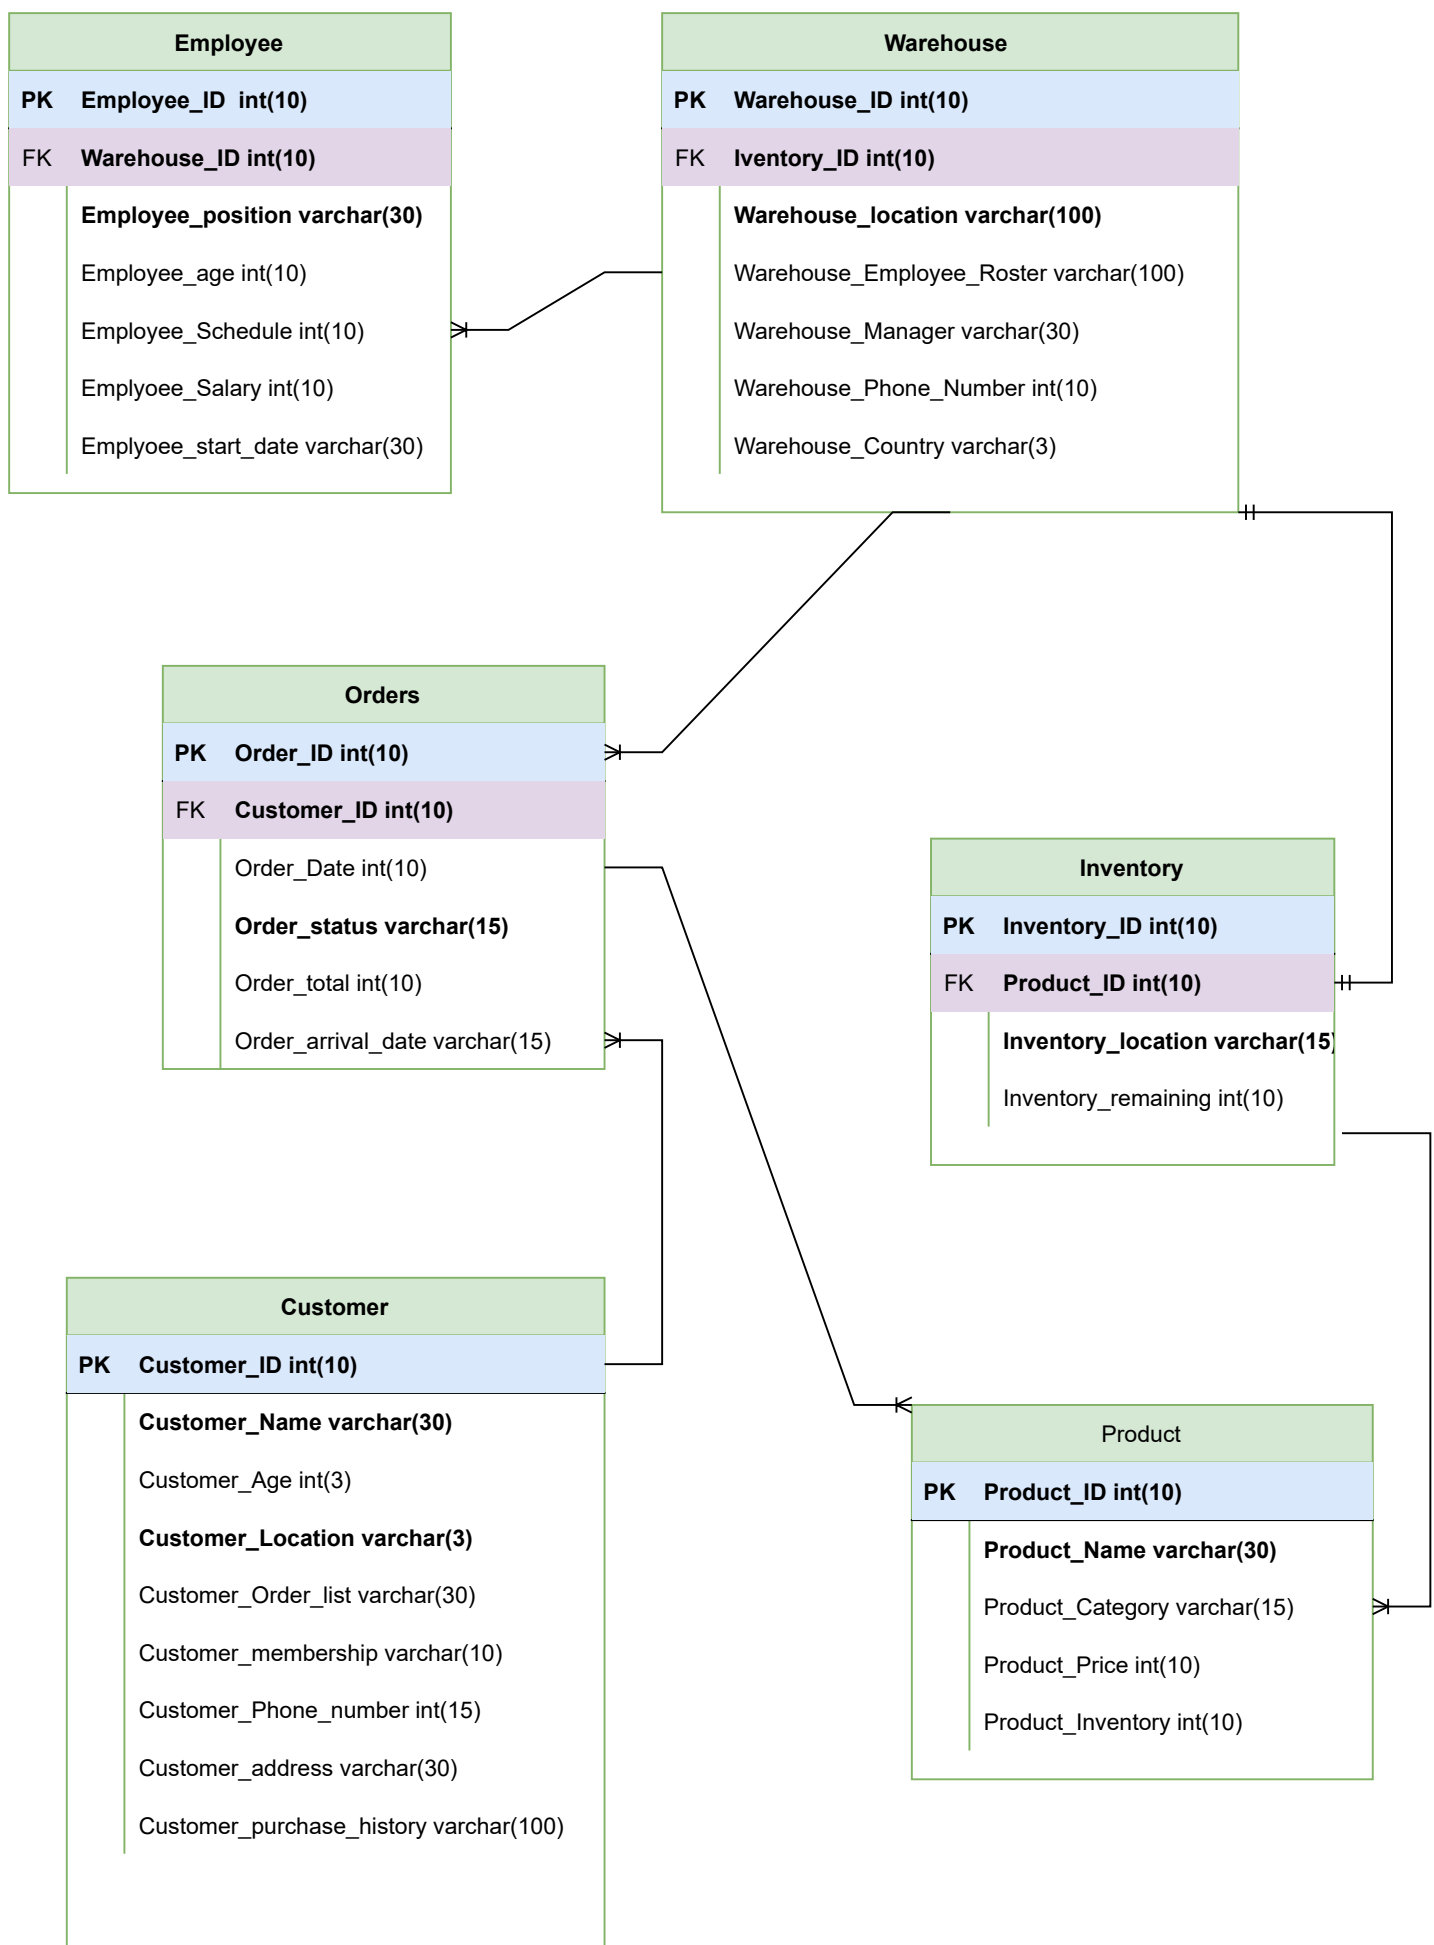 Employee
PK Employee_ID int(10)
FK Warehouse_ID int(10)
Employee_position varchar(30)
Employee_age int(10)
Employee_Schedule int(10)
Emplyoee_Salary int(10)
Emplyoee_start_date varchar(30)
Warehouse
PK Warehouse_ID int(10)
FK Iventory_ID int(10)
Warehouse_location varchar(100)
Warehouse_Employee_Roster varchar(100)
Warehouse_Manager varchar(30)
Warehouse_Phone_Number int(10)
Warehouse_Country varchar(3)
Orders
PK Order_ID int(10)
FK Customer_ID int(10)
Order_Date int(10)
Order_status varchar(15)
Order_total int(10)
Order_arrival_date varchar(15)
Inventory
PK Inventory_ID int(10)
FK Product_ID int(10)
Inventory_location varchar(15)
Inventory_remaining int(10)
Customer
PK Customer_ID int(10)
Customer_Name varchar(30)
Customer_Age int(3)
Customer_Location varchar(3)
Customer_Order_list varchar(30)
Customer_membership varchar(10)
Customer_Phone_number int(15)
Customer_address varchar(30)
Customer_purchase_history varchar(100)
Product
PK Product_ID int(10)
Product_Name varchar(30)
Product_Category varchar(15)
Product_Price int(10)
Product_Inventory int(10)